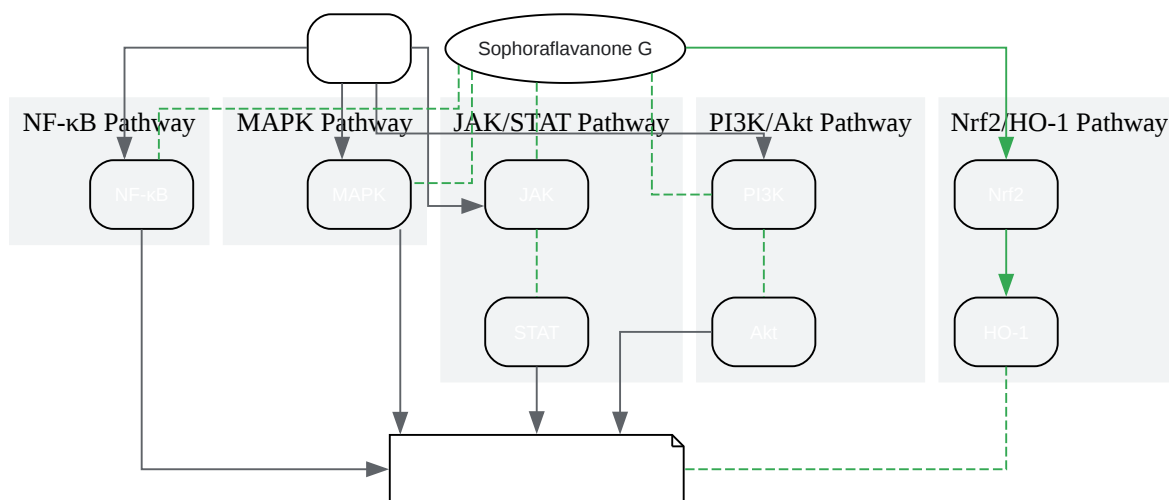 Sophoraflavanone G
NF-κB Pathway
MAPK Pathway
JAK/STAT Pathway
PI3K/Akt Pathway
Nrf2/HO-1 Pathway
NF-κB
MAPK
JAK
PI3K
Nrf2
STAT
Akt
HO-1